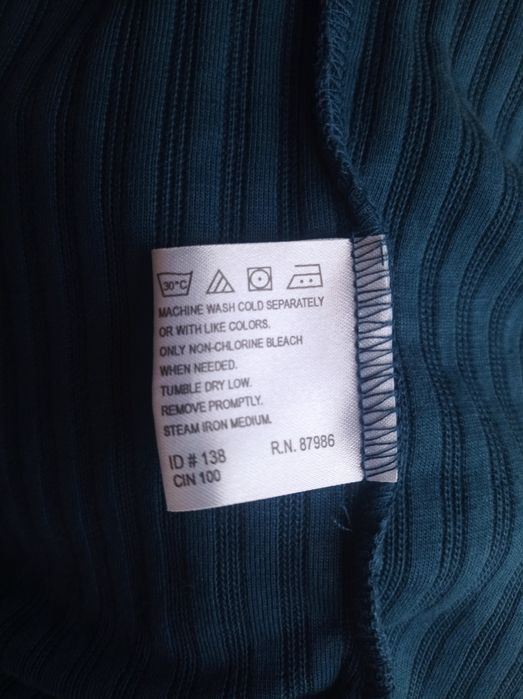 30°C
MACHINE WASH COLD SEPARATELY
OR WITH LIKE COLORS.
ONLY NON-CHLORINE BLEACH
WHEN NEEDED.
TUMBLE DRY LOW.
REMOVE PROMPTLY.
STEAM IRON MEDIUM.
ID # 138 R.N. 87986
CIN 100